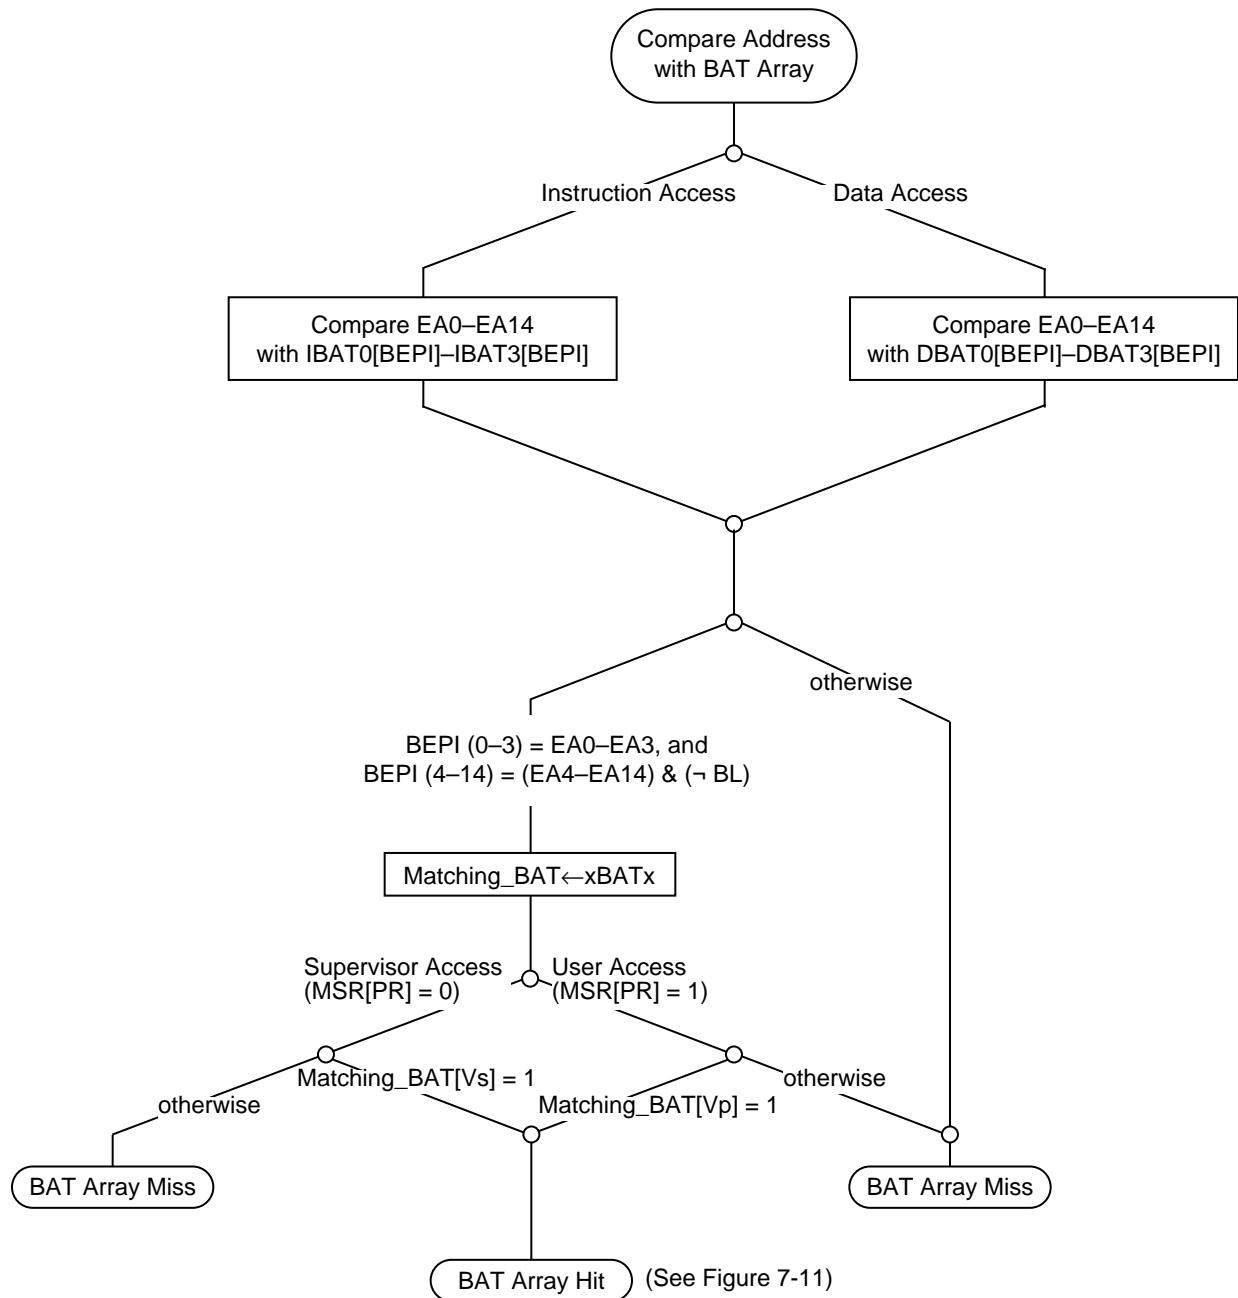 Compare Address
with BAT Array
Instruction Access
Data Access
Compare EA0–EA14
with IBAT0[BEPI]–IBAT3[BEPI]
Compare EA0–EA14
with DBAT0[BEPI]–DBAT3[BEPI]
otherwise
BEPI (0–3) = EA0–EA3, and
BEPI (4–14) = (EA4–EA14) & (¬ BL)
Matching_BAT←xBATx
Supervisor Access
(MSR[PR] = 0)
User Access
(MSR[PR] = 1)
otherwise
Matching_BAT[Vs] = 1
Matching_BAT[Vp] = 1
otherwise
BAT Array Miss
BAT Array Miss
BAT Array Hit
(See Figure 7-11)